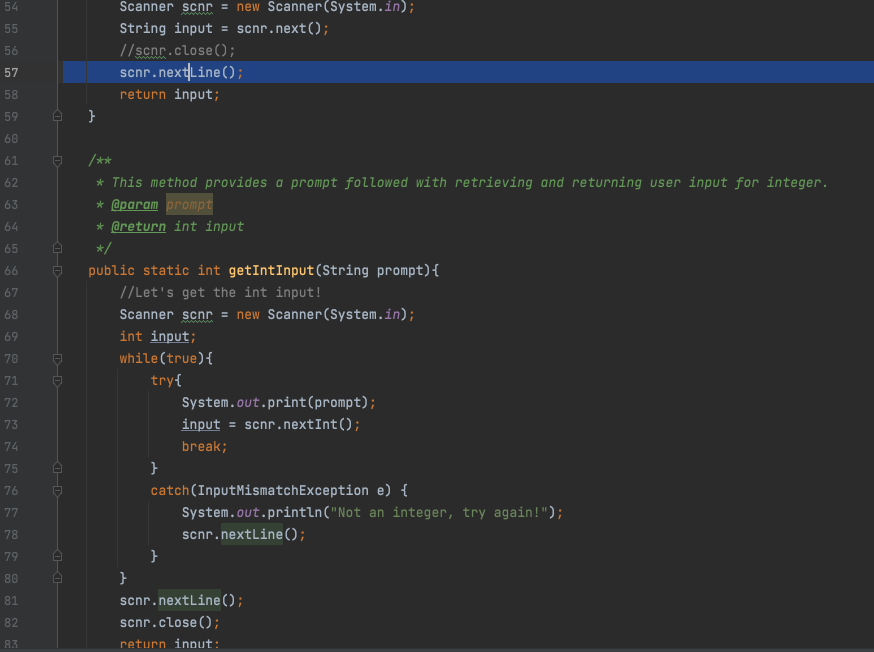 54 Scanner scnr = new Scanner(System.in);
55 String input = scnr.next();
56 //scnr.close();
57 scnr.nextLine();
58 return input;
59 }
60
61 /**
62 * This method provides a prompt followed with retrieving and returning user input for integer.
63 * @param prompt
64 * @return int input
65 */
66 public static int getIntInput(String prompt){
67 //Let's get the int input!
68 Scanner scnr = new Scanner(System.in);
69 int input;
70 while(true){
71 try{
72 System.out.print(prompt);
73 input = scnr.nextInt();
74 break;
75 }
76 catch(InputMismatchException e) {
77 System.out.println("Not an integer, try again!");
78 scnr.nextLine();
79 }
80 }
81 scnr.nextLine();
82 scnr.close();
83 return input;